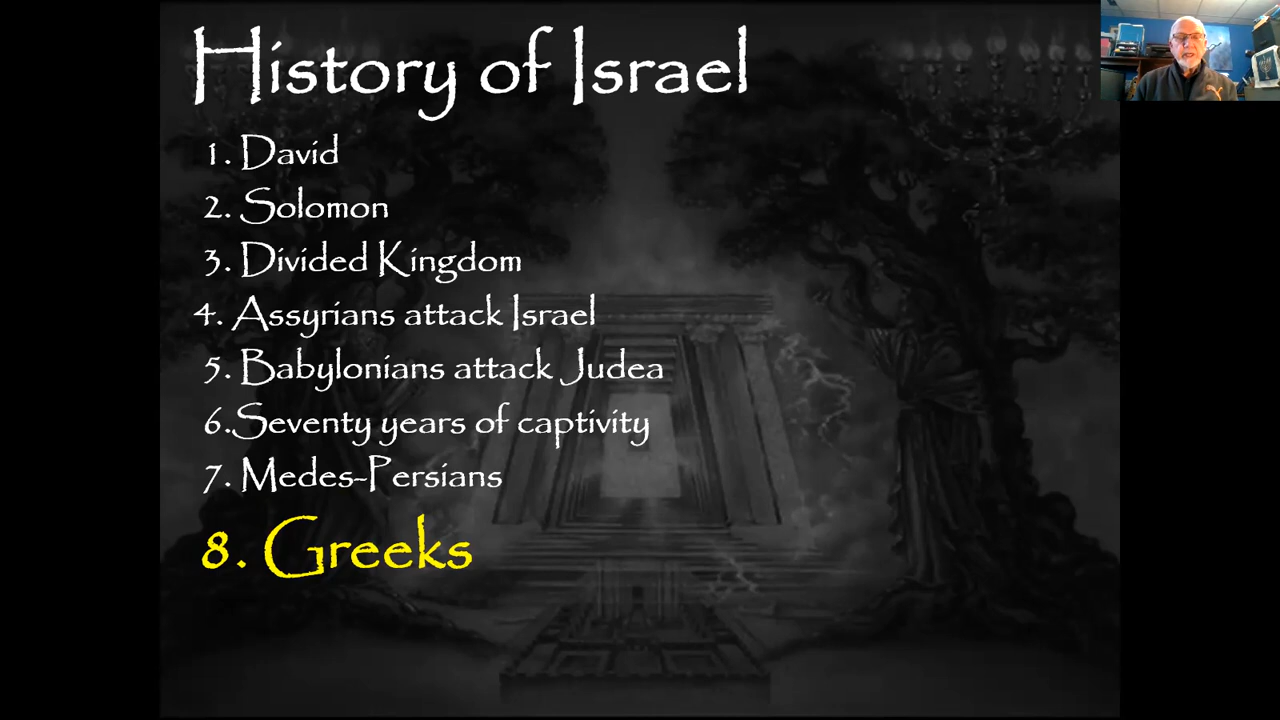 History of Israel
1. David
2. Solomon
3. Divided Kingdom
4. Assyrians attack Israel
5. Babylonians attack Judea
6.Seventy years of captivity
7. Medes-Persians
8. Greeks